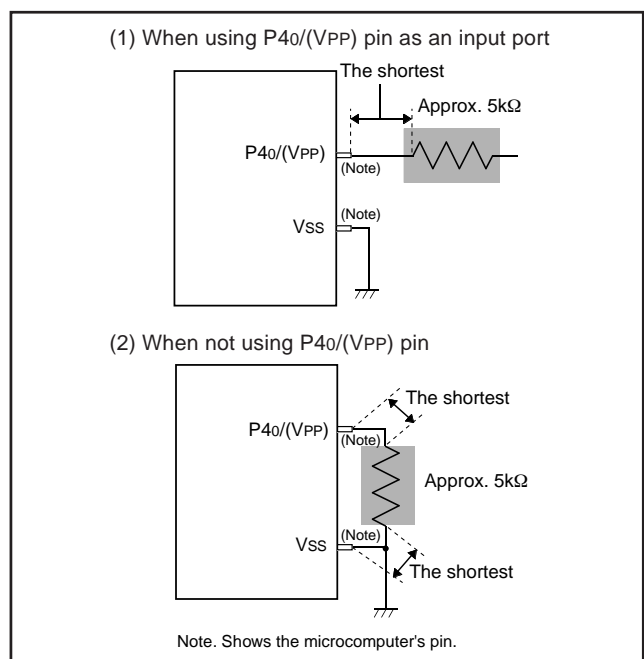 (1) When using P40/(VPP) pin as an input port
The shortest
Approx. 5kΩ
P40/(VPP)
(Note)
(Note)
VSS
(2) When not using P40/(VPP) pin
The shortest
P40/(VPP)
(Note)
Approx. 5kΩ
(Note)
VSS
The shortest
Note. Shows the microcomputer's pin.